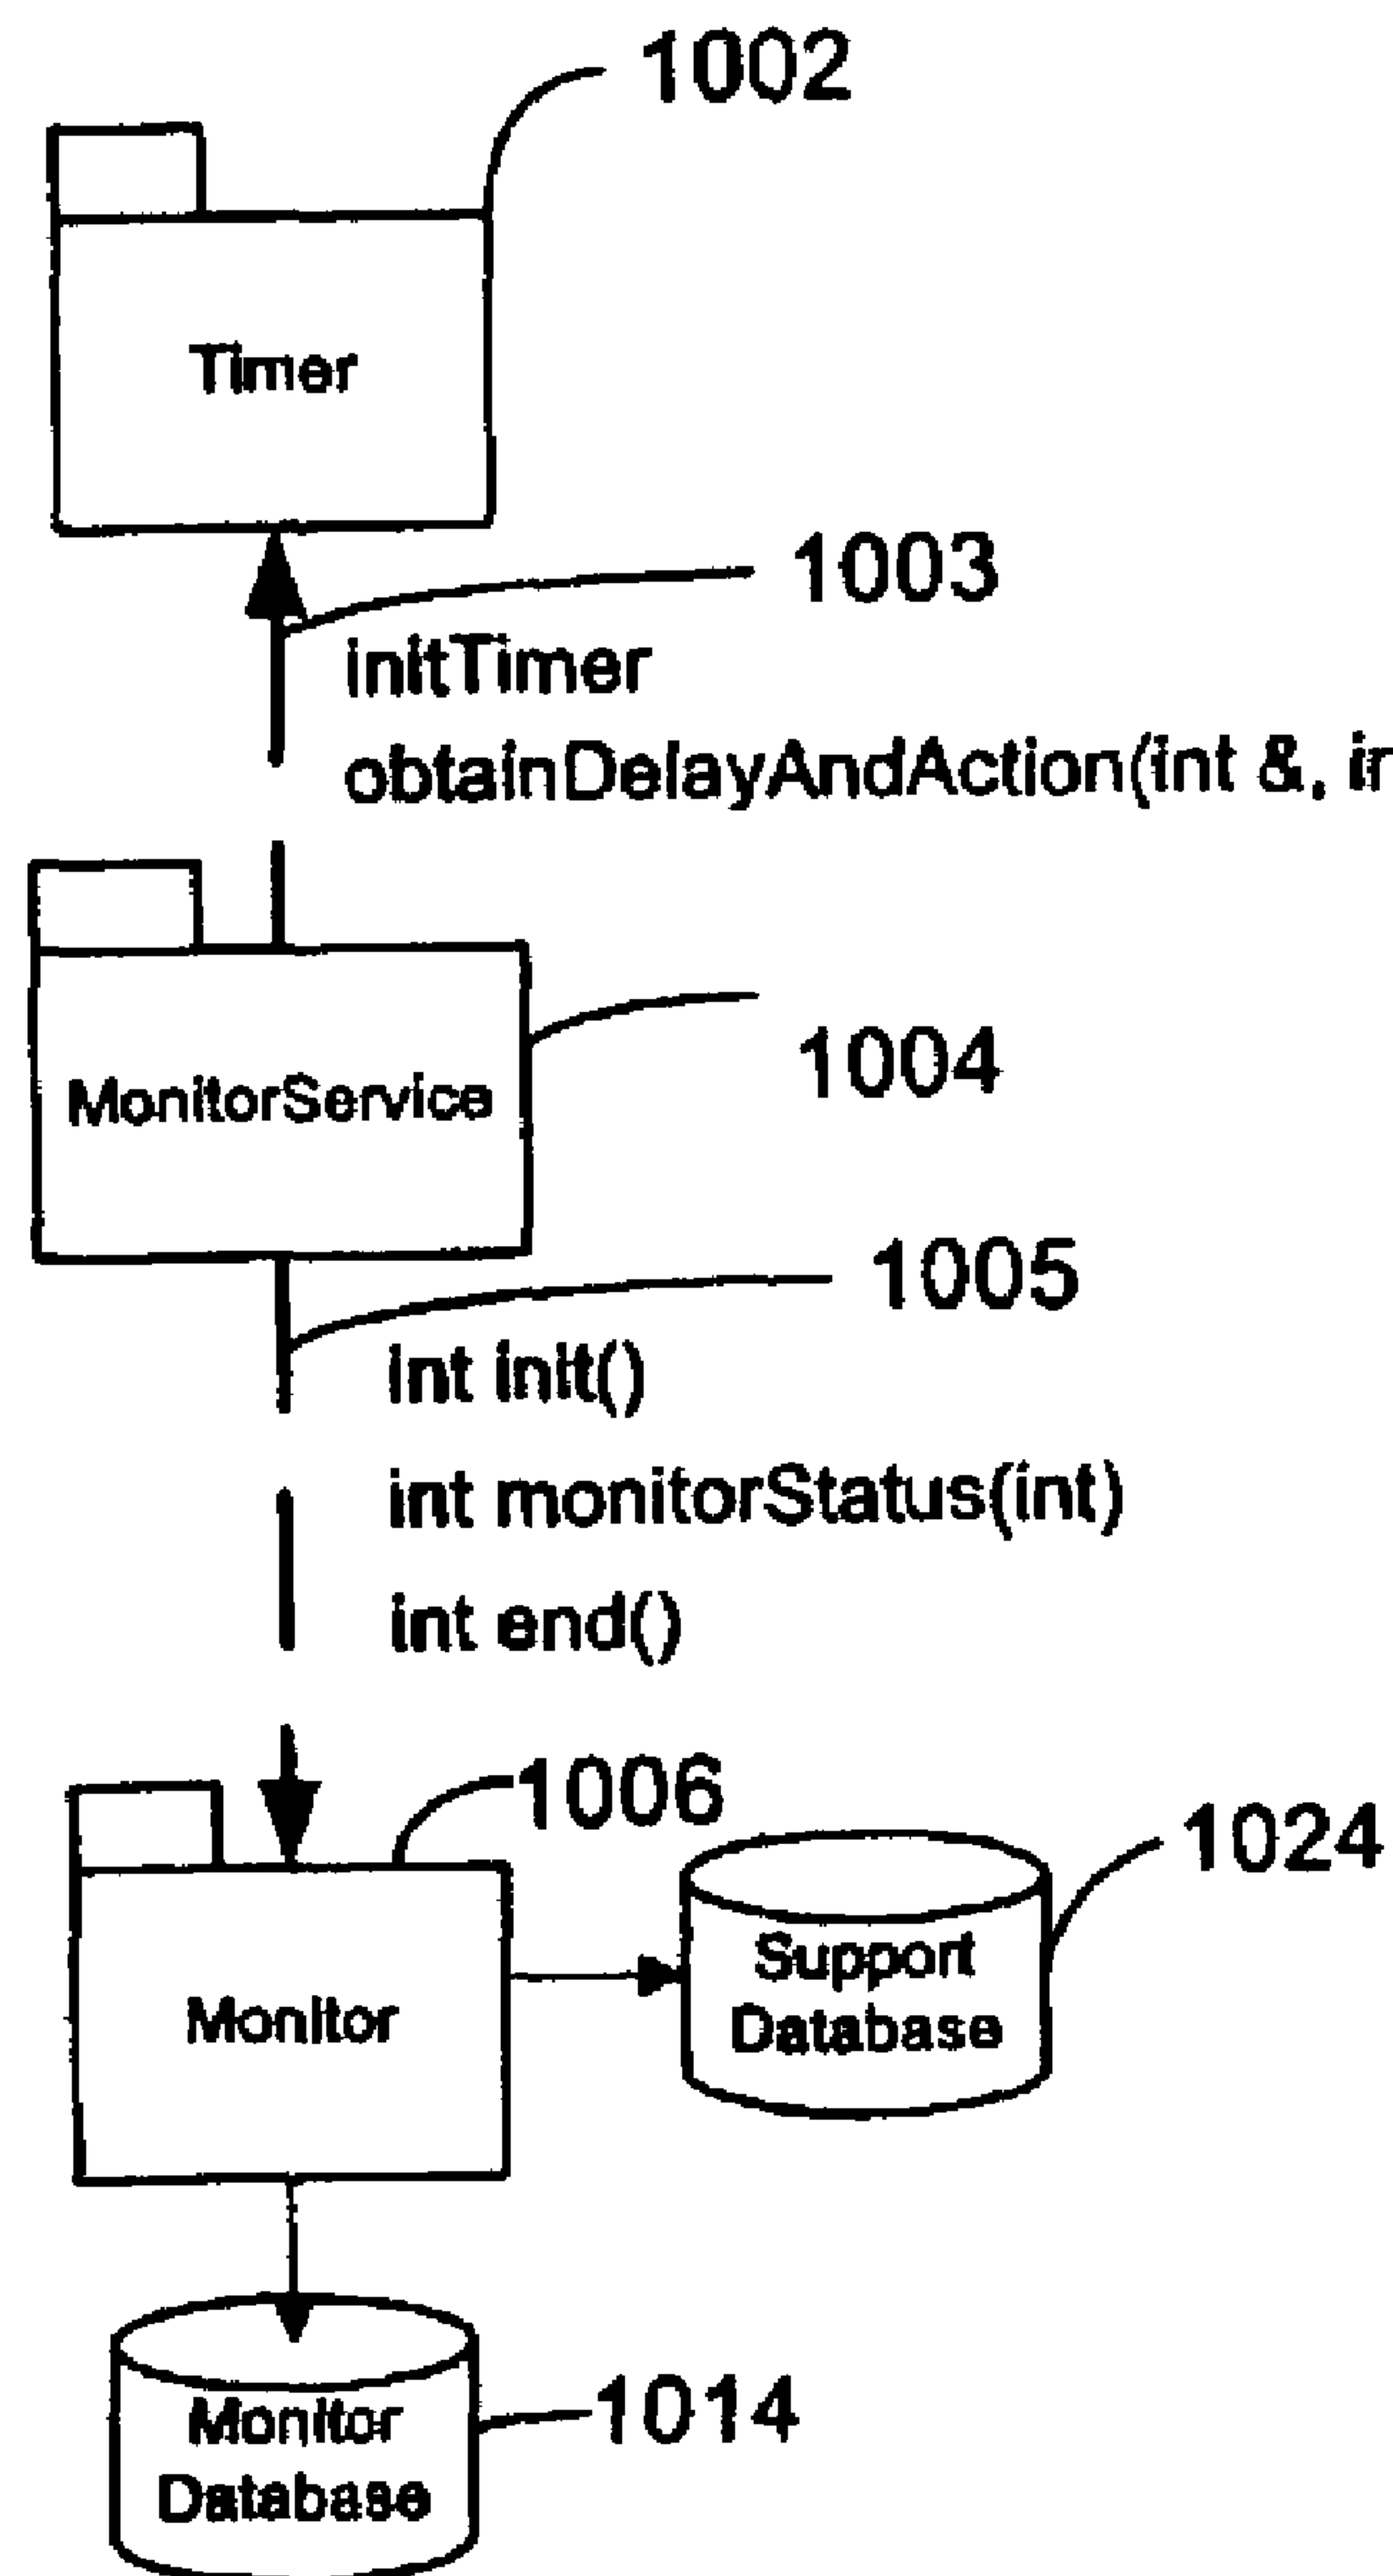 1002
Timer
1003
initTimer
obtainDelayAndAction(int &, in
1004
MonitorService
1005
int init()
int monitorStatus(int)
int end()
1006
1024
Support
Database
Monitor
1014
Monitor
Database